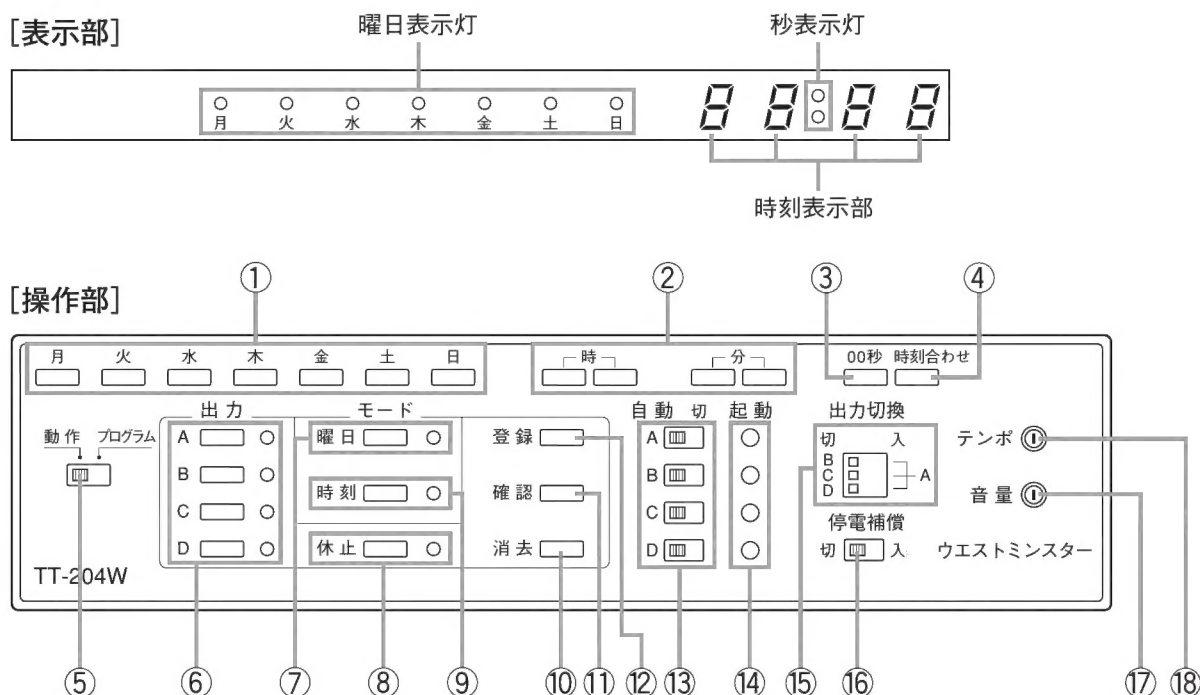 [表示部]
曜日表示灯
秒表示灯
月 火 水 木 金 土 日
時刻表示部
① ② ③ ④
[操作部]
月 火 水 木 金 土 日 時 分 00秒 時刻合わせ
出力 モード 自動 切 起動 出力切換
動作 プログラム A 曜日 登録 A 切 入 テンポ
B 時刻 確認 B B C D A 音量
C C 停電補償
D 休止 消去 D 切 入 ウエストミンスター
TT-204W
⑤ ⑥ ⑦ ⑧ ⑨ ⑩ ⑪ ⑫ ⑬ ⑭ ⑮ ⑯ ⑰ ⑱